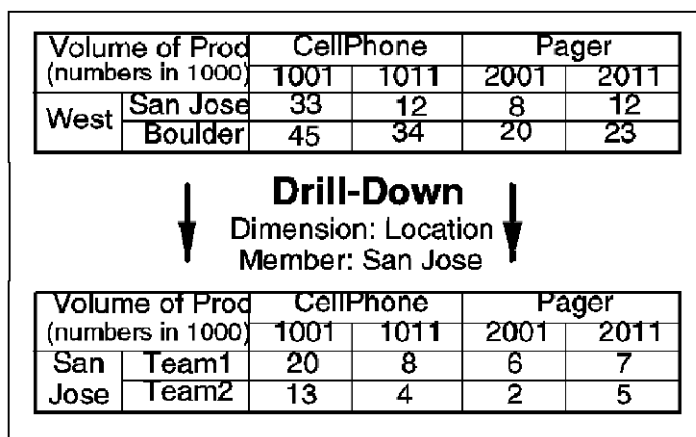 Volume of Prod CellPhone Pager
(numbers in 1000) 1001 1011 2001 2011
West San Jose 33 12 8 12
Boulder 45 34 20 23
Drill-Down
Dimension: Location
Member: San Jose
Volume of Prod CellPhone Pager
(numbers in 1000) 1001 1011 2001 2011
San Team1 20 8 6 7
Jose Team2 13 4 2 5